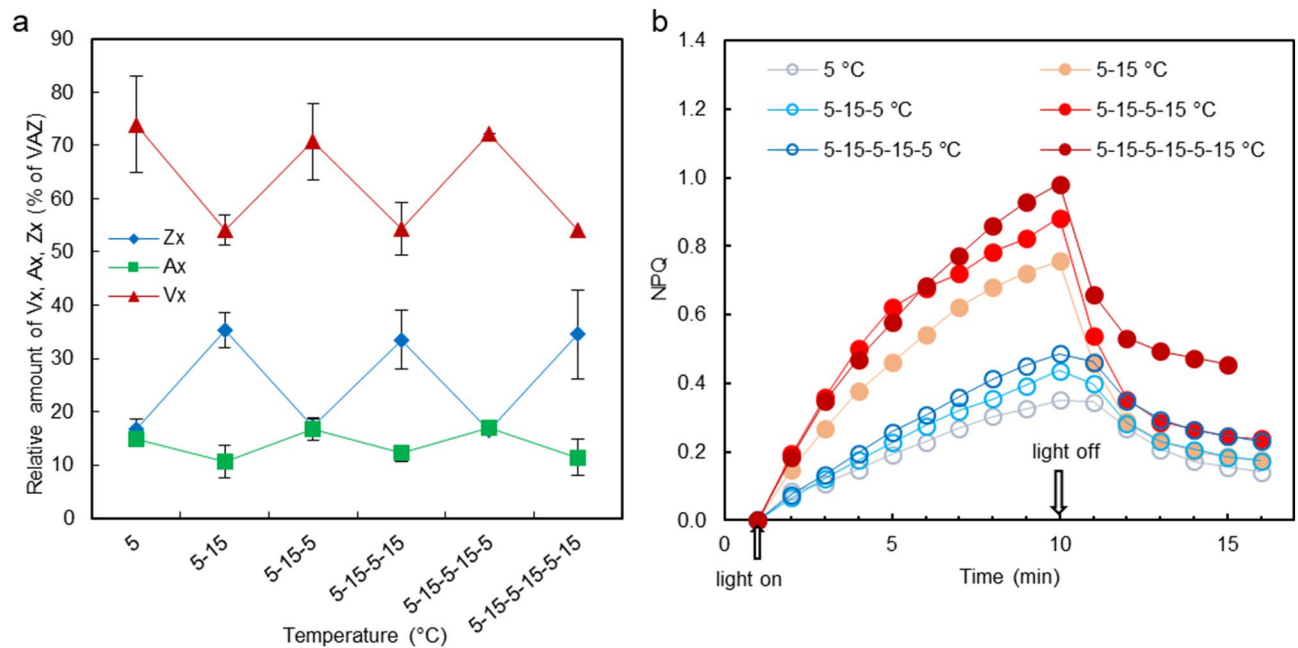 a
Relative amount of Vx, Ax, Zx (% of VAZ)
90
80
70
60
50
40
30
20
10
0
Zx
Ax
Vx
5
5-15
5-15-5
5-15-5-15
5-15-5-15-5
5-15-5-15-5-15
Temperature (°C)
b
NPQ
1.4
1.2
1.0
0.8
0.6
0.4
0.2
0.0
5 °C
5-15 °C
5-15-5 °C
5-15-5-15 °C
5-15-5-15-5 °C
5-15-5-15-5-15 °C
light off
0
5
10
15
light on
Time (min)